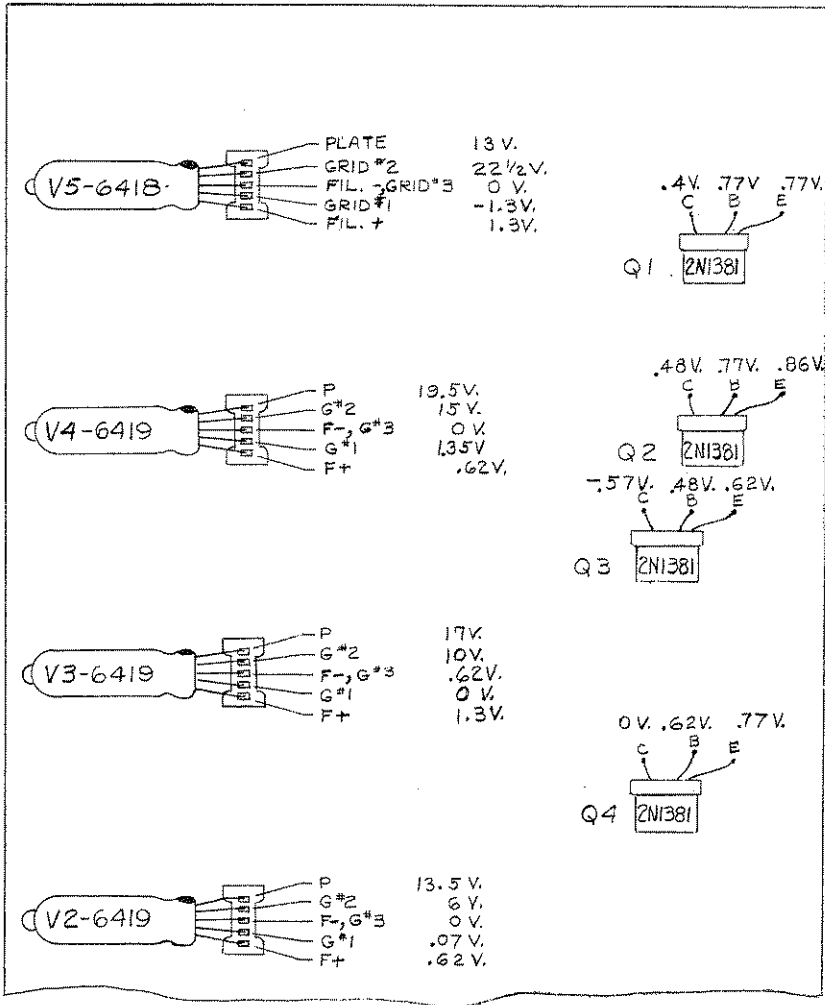 V5-6418
PLATE 13 V.
GRID #2 22 1/2 V.
FIL. -, GRID #3 0 V.
GRID #1 -1.3V.
FIL. + 1.3V.
.4V. .77V .77V.
C B E
Q1 2N1381
V4-6419
P 19.5V.
G#2 15 V.
F-, G#3 0 V.
G#1 1.35V
F+ .62V.
.48V. .77V. .86V.
C B E
Q2 2N1381
-.57V. .48V. .62V.
C B E
Q3 2N1381
V3-6419
P 17V.
G#2 10V.
F-, G#3 .62V.
G#1 0 V.
F+ 1.3V.
0 V. .62V. .77V.
C B E
Q4 2N1381
V2-6419
P 13.5 V.
G#2 6 V.
F-, G#3 0 V.
G#1 .07 V.
F+ .62 V.